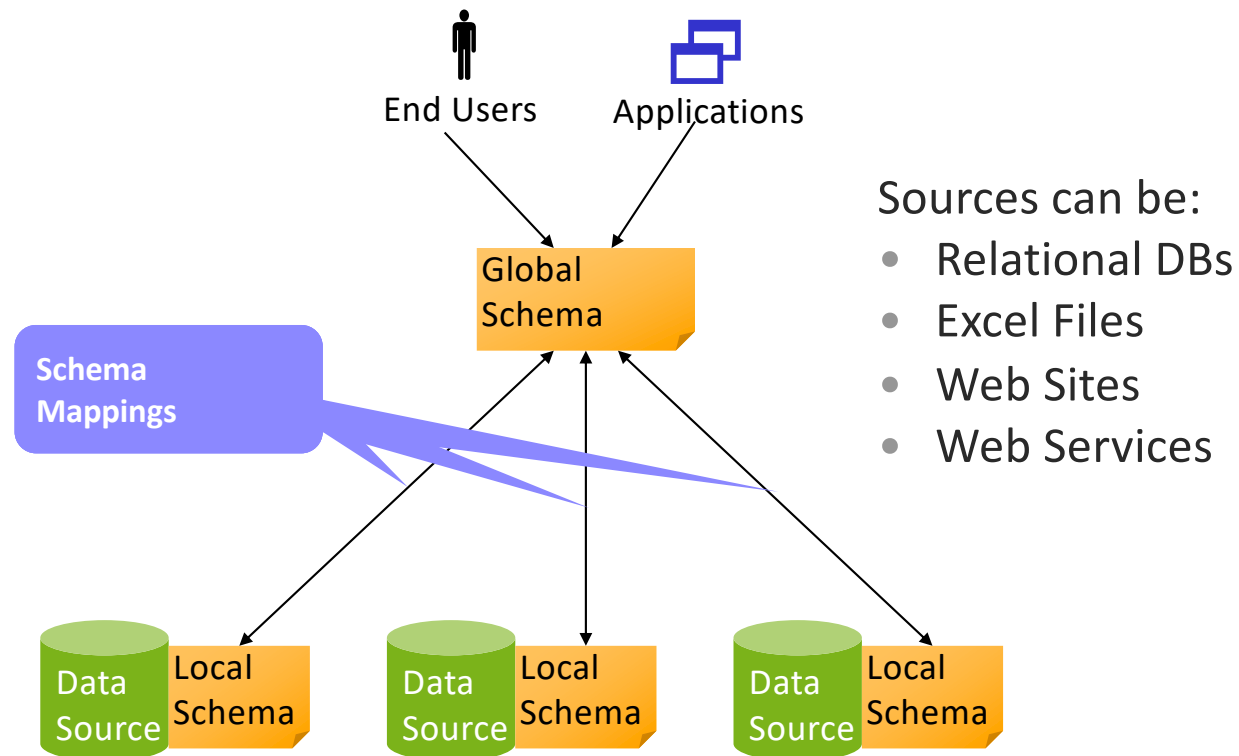 End Users
Applications
Sources can be:
• Relational DBs
• Excel Files
• Web Sites
• Web Services
Global
Schema
Schema
Mappings
Data
Source
Local
Schema
Data
Source
Local
Schema
Data
Source
Local
Schema